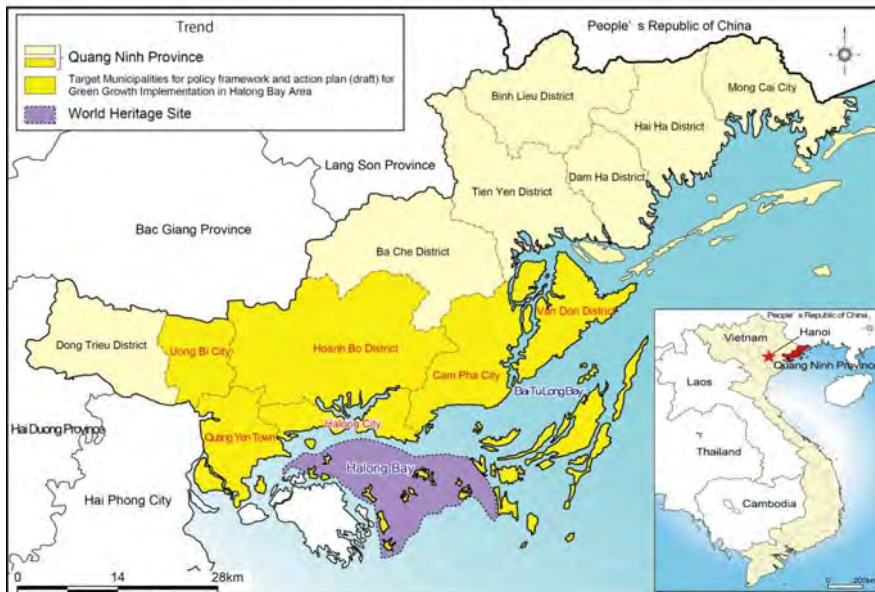 Trend
Quang Ninh Province
Target Municipalities for policy framework and action plan (draft) for
Green Growth Implementation in Halong Bay Area
World Heritage Site
People's Republic of China
Binh Lieu District
Mong Cai City
Hai Ha District
Lang Son Province
Dam Ha District
Tien Yen District
Bac Giang Province
Ba Che District
Van Don District
Dong Trieu District
Uong Bi City
Hoanh Bo District
Cam Pha City
Bai Tu Long Bay
Hai Duong Province
Quang Yen Town
Halong City
Halong Bay
Hai Phong City
0 14 28km
People's Republic of China
Vietnam
Hanoi
Quang Ninh Province
Laos
Thailand
Cambodia
0 200km